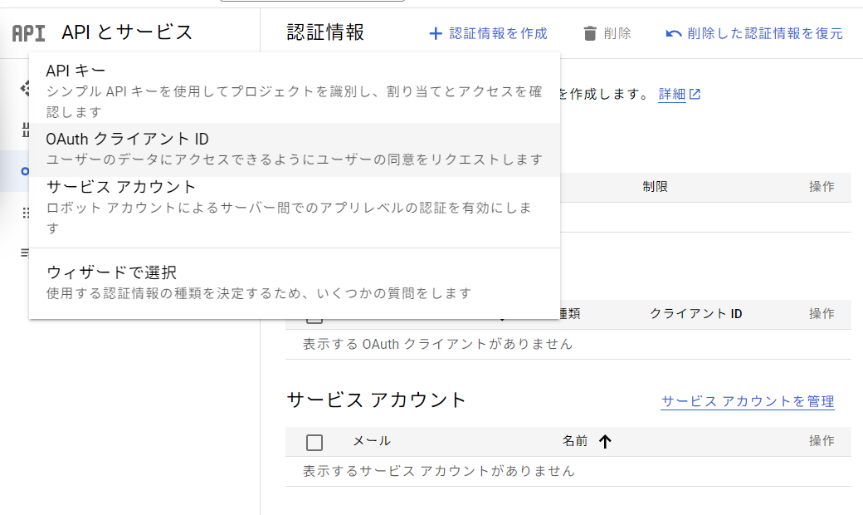 API APIとサービス
認証情報
+ 認証情報を作成
削除
削除した認証情報を復元
API キー
シンプル API キーを使用してプロジェクトを識別し、割り当てとアクセスを確
認します
を作成します。 詳細
OAuth クライアント ID
ユーザーのデータにアクセスできるようにユーザーの同意をリクエストします
サービス アカウント
ロボット アカウントによるサーバー間でのアプリレベルの認証を有効にしま
す
制限
操作
ウィザードで選択
使用する認証情報の種類を決定するため、いくつかの質問をします
種類
クライアント ID
操作
表示する OAuth クライアントがありません
サービス アカウント
サービス アカウントを管理
メール
名前
操作
表示するサービス アカウントがありません